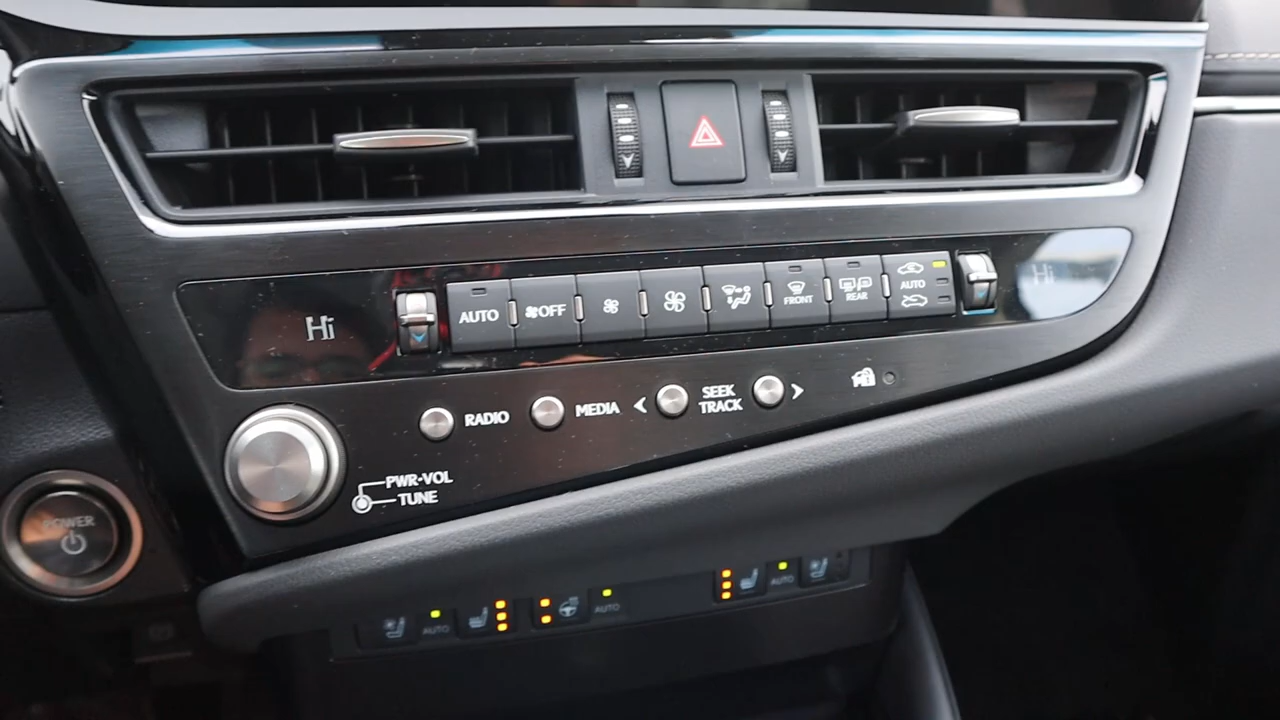 Hi
AUTO
OFF
FRONT
REAR
AUTO
Hi
RADIO
MEDIA
SEEK
TRACK
PWR•VOL
TUNE
POWER
AUTO
AUTO
AUTO